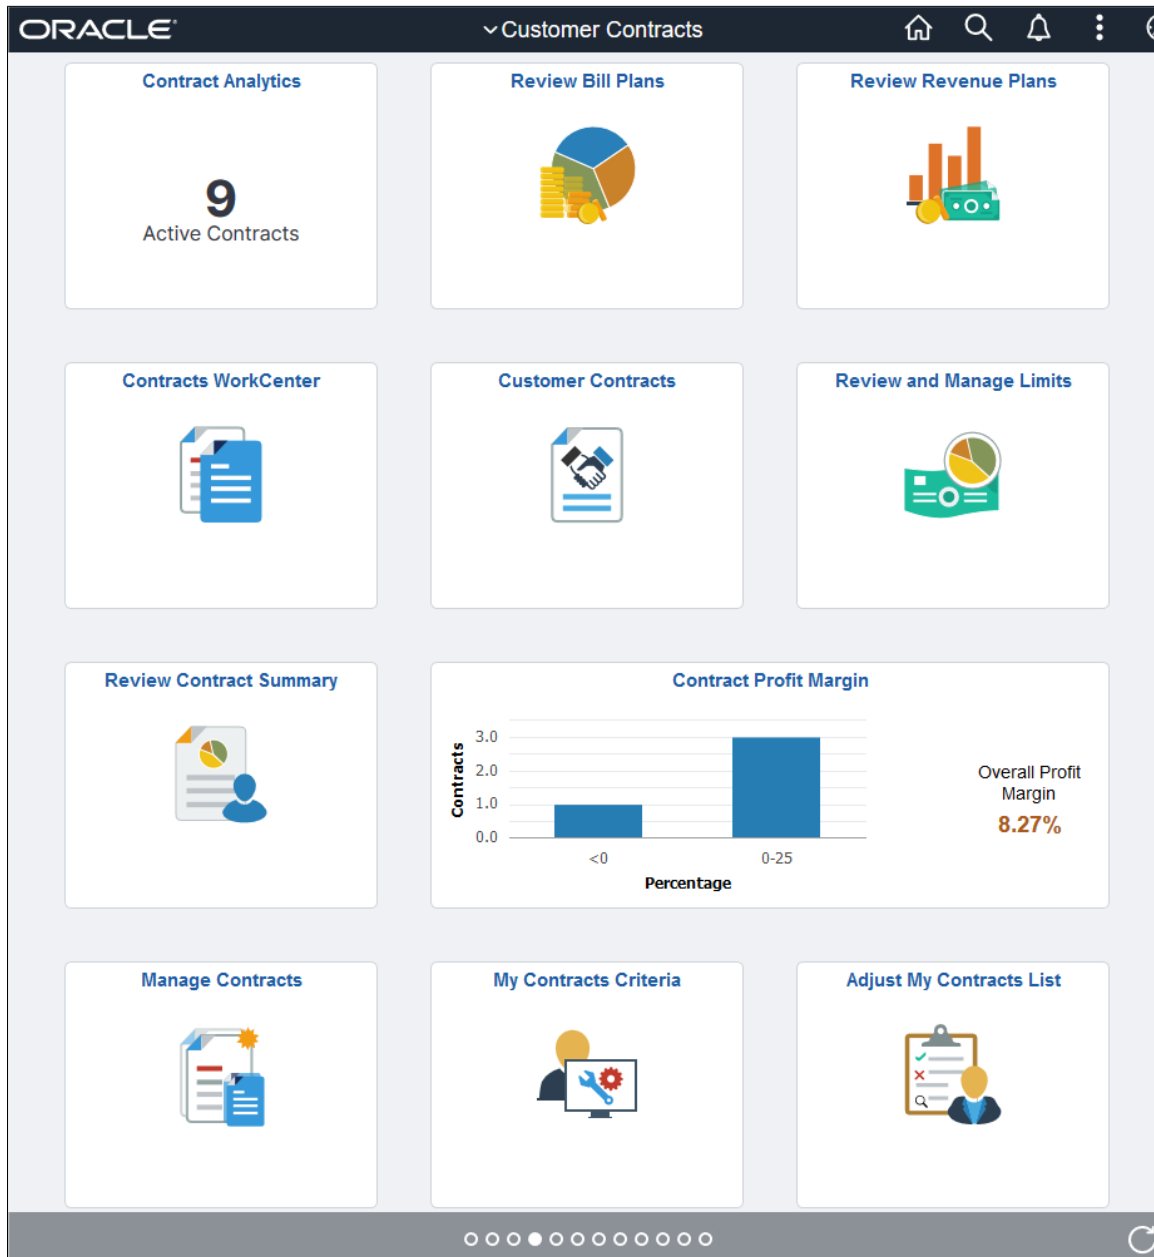 ORACLE
Customer Contracts
Contract Analytics
9
Active Contracts
Review Bill Plans
Review Revenue Plans
Contracts WorkCenter
Customer Contracts
Review and Manage Limits
Review Contract Summary
Contract Profit Margin
Contracts
3.0
2.0
1.0
0.0
<0
0-25
Percentage
Overall Profit
Margin
8.27%
Manage Contracts
My Contracts Criteria
Adjust My Contracts List